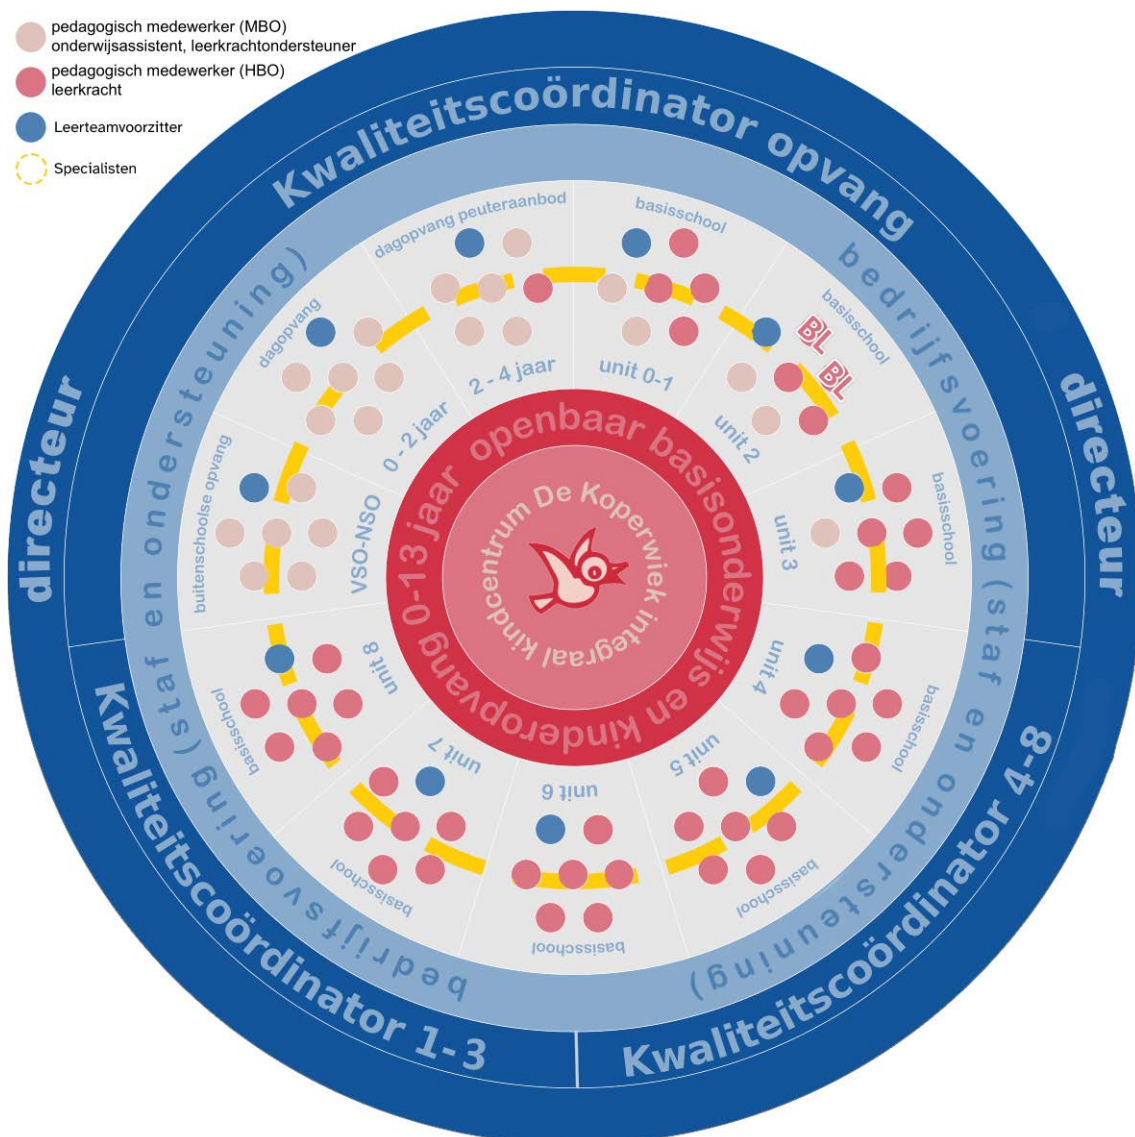 pedagogisch medewerker (MBO)
onderwijsassistent, leerkrachtondersteuner
pedagogisch medewerker (HBO)
leerkracht
Leerteamvoorzitter
Specialisten
Kwaliteitscoördinator opvang
directeur
directeur
Kwaliteitscoördinator 4-8
Kwaliteitscoördinator 1-3
bedrijfsvoering (staf en ondersteuning)
bedrijfsvoering (staf en ondersteuning)
dagopvang peuteraanbod
2 - 4 jaar
basisschool
unit 0-1
basisschool
BL
BL
unit 2
basisschool
unit 3
basisschool
unit 4
basisschool
unit 5
basisschool
unit 6
basisschool
unit 7
basisschool
unit 8
buitenschoolse opvang
VSO-NSO
dagopvang
0 - 2 jaar
openbaar basisonderwijs en kinderopvang 0-13 jaar
integraal kindcentrum De Koperwiek